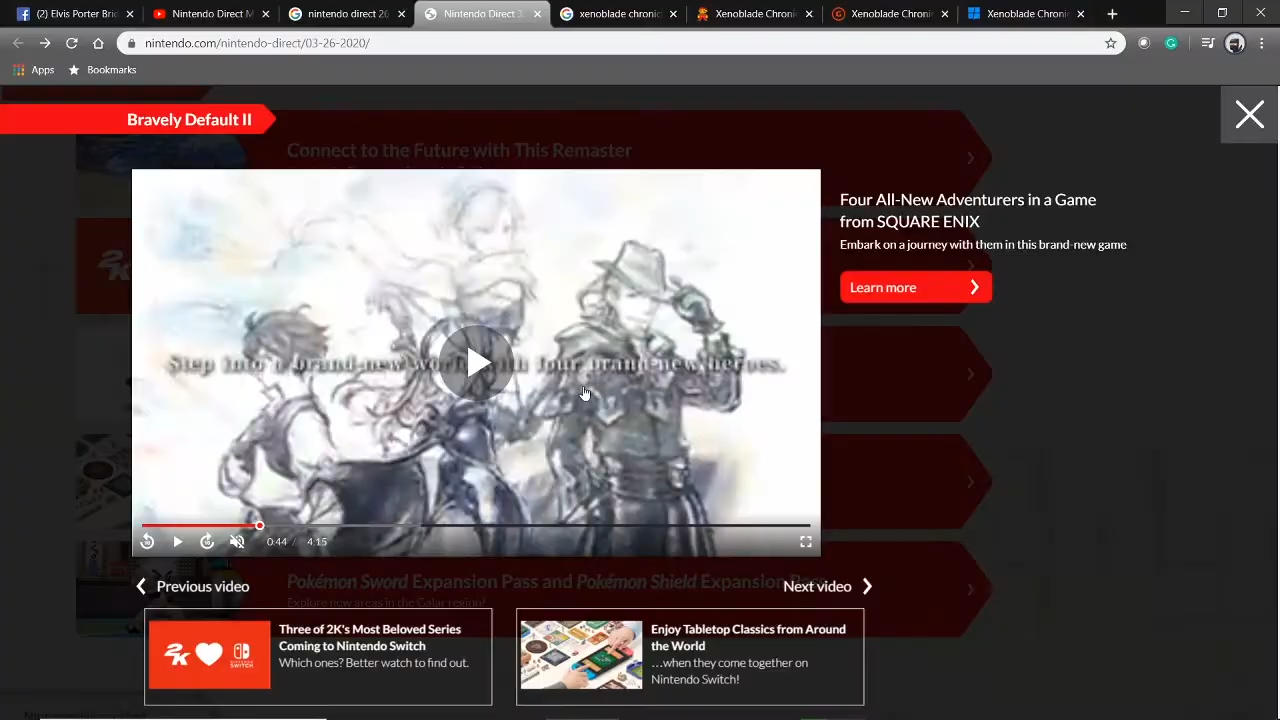 (2) Elvis Porter Brid
Nintendo Direct M
nintendo direct 26
Nintendo Direct 3.
xenoblade chronic
Xenoblade Chroni
Xenoblade Chroni
Xenoblade Chroni
nintendo.com/nintendo-direct/03-26-2020/
Apps
Bookmarks
Bravely Default II
Connect to the Future with This Remaster
Four All-New Adventurers in a Game
from SQUARE ENIX
Embark on a journey with them in this brand-new game
Learn more
2K
Step into a brand-new world with four brand-new heroes.
0:44 / 4:15
Previous video
Pokémon Sword Expansion Pass and Pokémon Shield Expansion Pass
Next video
Explore new areas in the Galar region?
2K
NINTENDO
SWITCH
Three of 2K's Most Beloved Series
Coming to Nintendo Switch
Which ones? Better watch to find out.
Enjoy Tabletop Classics from Around
the World
...when they come together on
Nintendo Switch!